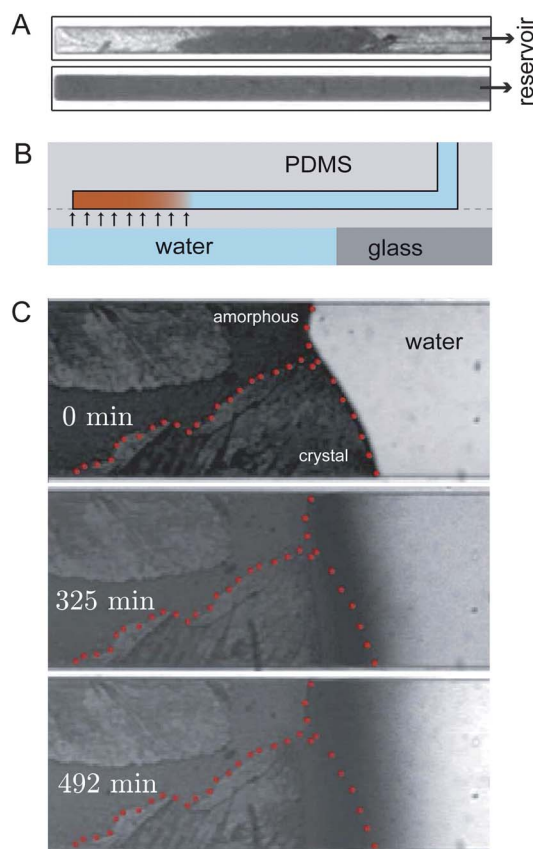 A
reservoir
B
PDMS
water
glass
C
amorphous
water
0 min
crystal
325 min
492 min